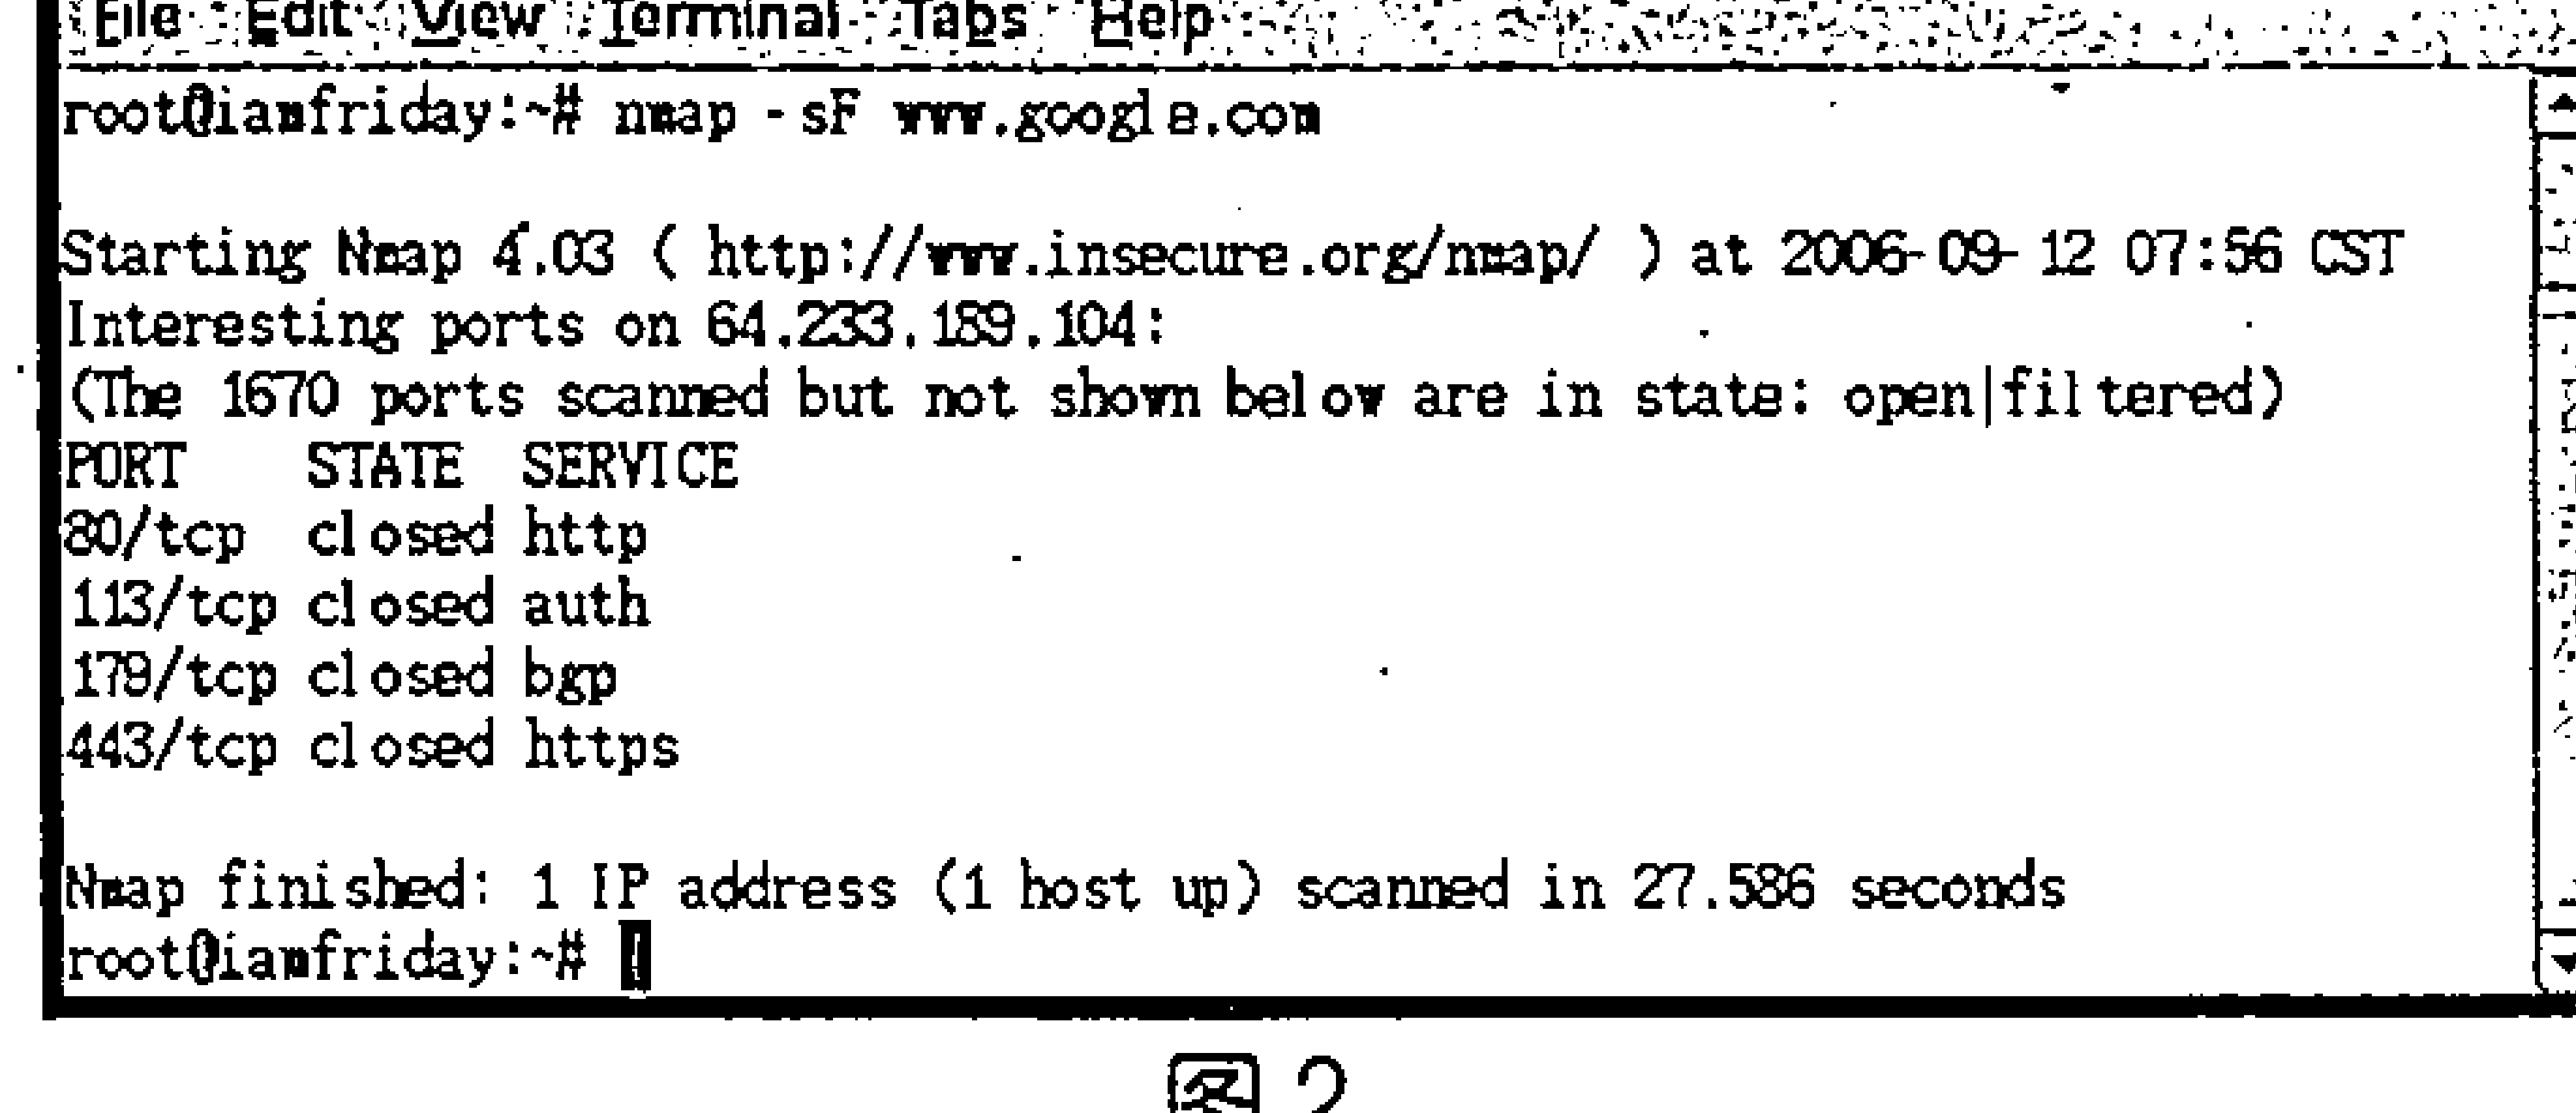 File Edit View Terminal Tabs Help
root@iamfriday:~# nmap -sF www.google.com
Starting Nmap 4.03 ( http://www.insecure.org/nmap/ ) at 2006-09-12 07:56 CST
Interesting ports on 64.233.189.104:
(The 1670 ports scanned but not shown below are in state: open|filtered)
PORT STATE SERVICE
80/tcp closed http
113/tcp closed auth
179/tcp closed bgp
443/tcp closed https
Nmap finished: 1 IP address (1 host up) scanned in 27.586 seconds
root@iamfriday:~#
图 2